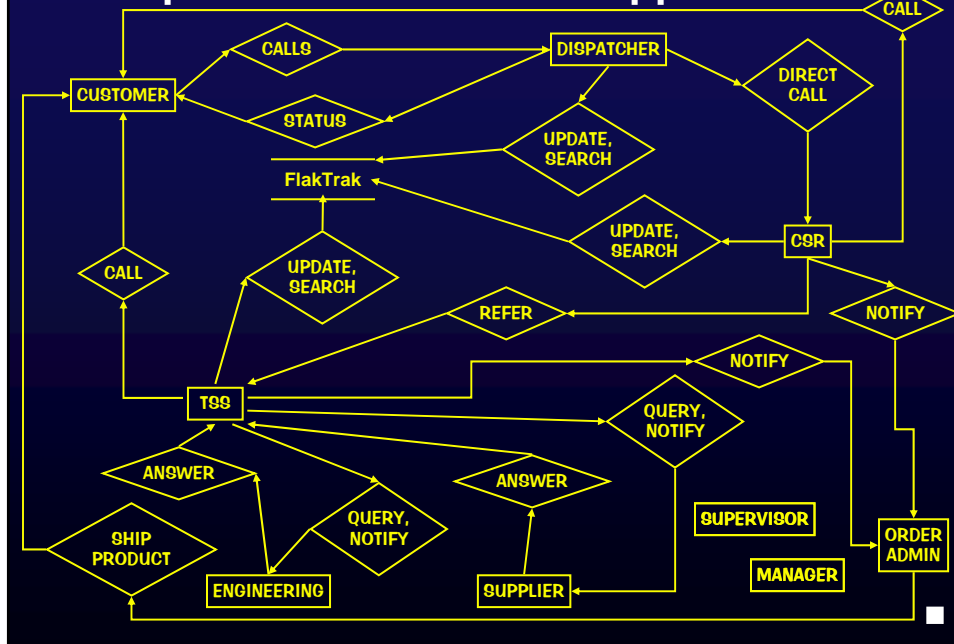 CALL
CALLS
DISPATCHER
DIRECT
CALL
CUSTOMER
STATUS
UPDATE,
SEARCH
FlakTrak
UPDATE,
SEARCH
CSR
CALL
UPDATE,
SEARCH
REFER
NOTIFY
NOTIFY
TSS
QUERY,
NOTIFY
ANSWER
ANSWER
SUPERVISOR
QUERY,
NOTIFY
SHIP
PRODUCT
ORDER
ADMIN
MANAGER
ENGINEERING
SUPPLIER